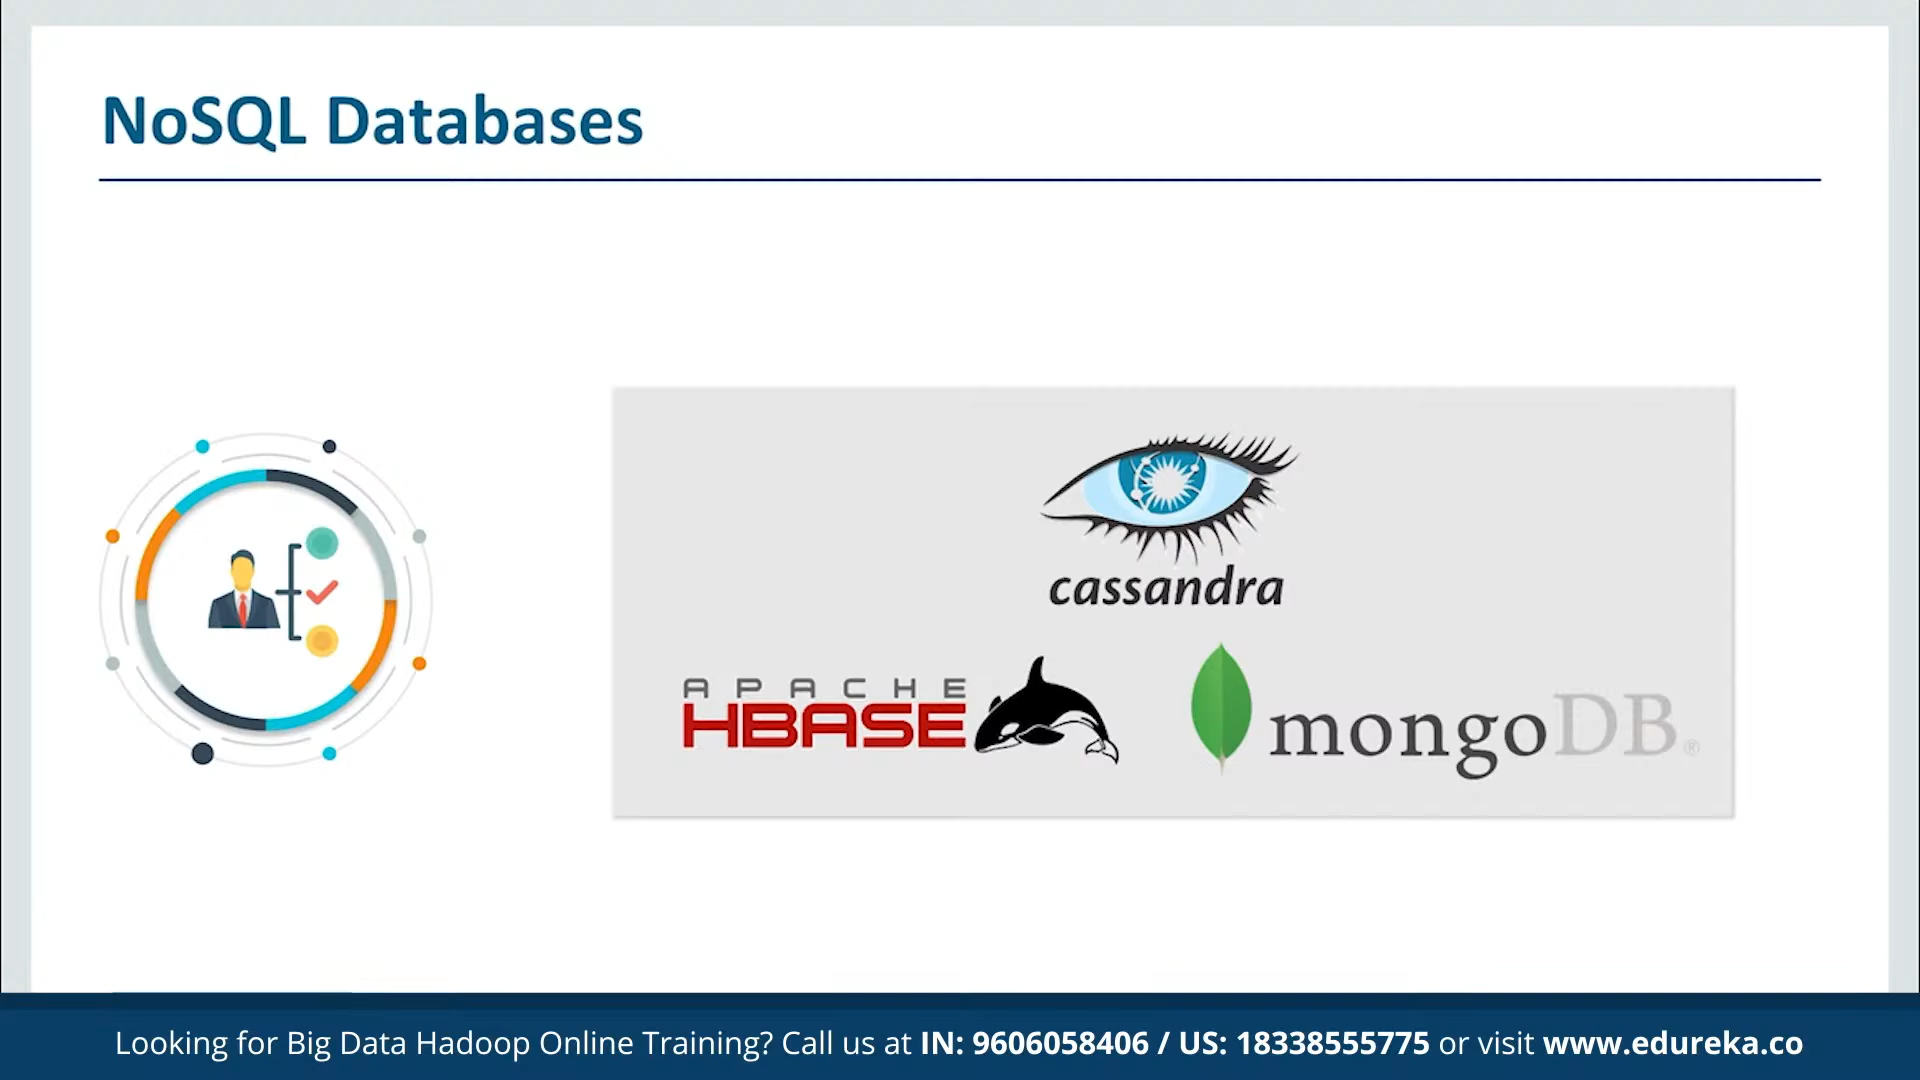 NoSQL Databases
cassandra
APACHE
HBASE
mongoDB®
Looking for Big Data Hadoop Online Training? Call us at IN: 9606058406 / US: 18338555775 or visit www.edureka.co